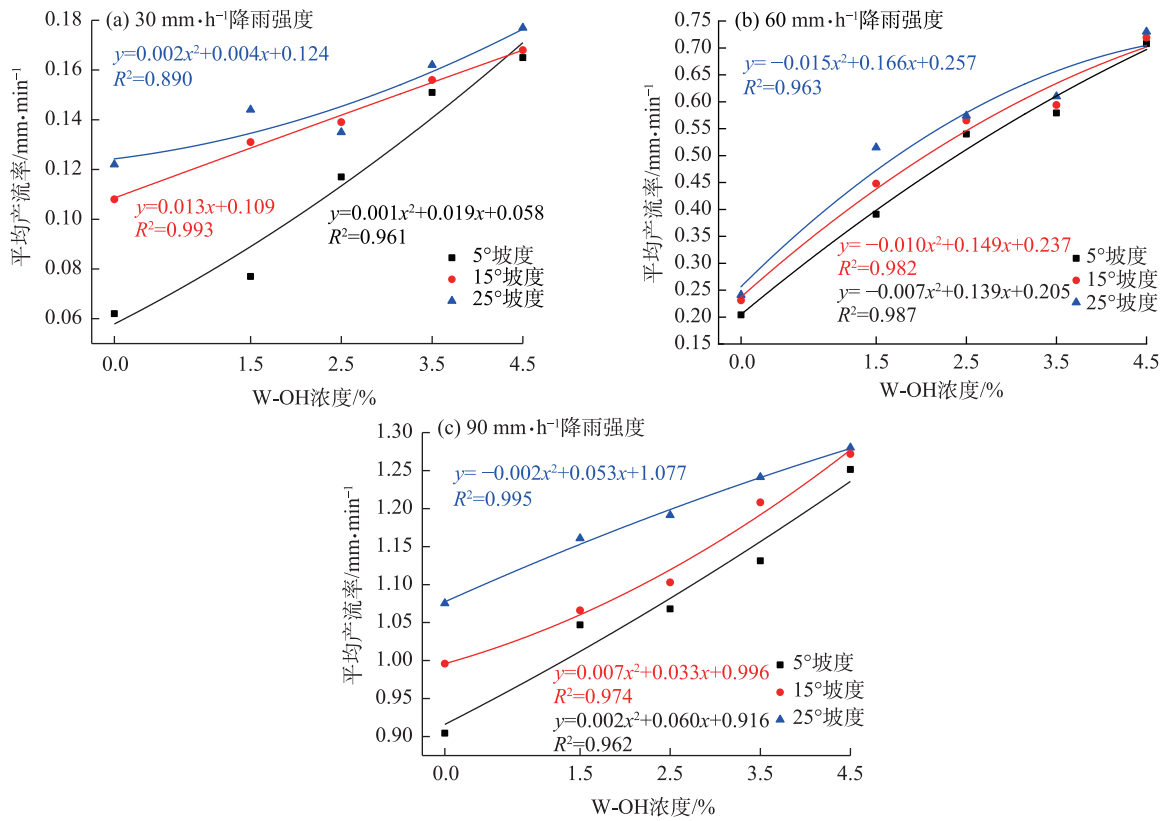 (a) 30 mm·h⁻¹降雨强度
y=0.002x²+0.004x+0.124
R²=0.890
y=0.013x+0.109
R²=0.993
y=0.001x²+0.019x+0.058
R²=0.961
5°坡度
15°坡度
25°坡度
平均产流率/mm·min⁻¹
0.18
0.16
0.14
0.12
0.10
0.08
0.06
0.0 1.5 2.5 3.5 4.5
W-OH浓度/%
(b) 60 mm·h⁻¹降雨强度
y= −0.015x²+0.166x+0.257
R²=0.963
y= −0.010x²+0.149x+0.237
R²=0.982
y= −0.007x²+0.139x+0.205
R²=0.987
5°坡度
15°坡度
25°坡度
平均产流率/mm·min⁻¹
0.75
0.70
0.65
0.60
0.55
0.50
0.45
0.40
0.35
0.30
0.25
0.20
0.15
0.0 1.5 2.5 3.5 4.5
W-OH浓度/%
(c) 90 mm·h⁻¹降雨强度
y= −0.002x²+0.053x+1.077
R²=0.995
y=0.007x²+0.033x+0.996
R²=0.974
y=0.002x²+0.060x+0.916
R²=0.962
5°坡度
15°坡度
25°坡度
平均产流率/mm·min⁻¹
1.30
1.25
1.20
1.15
1.10
1.05
1.00
0.95
0.90
0.0 1.5 2.5 3.5 4.5
W-OH浓度/%